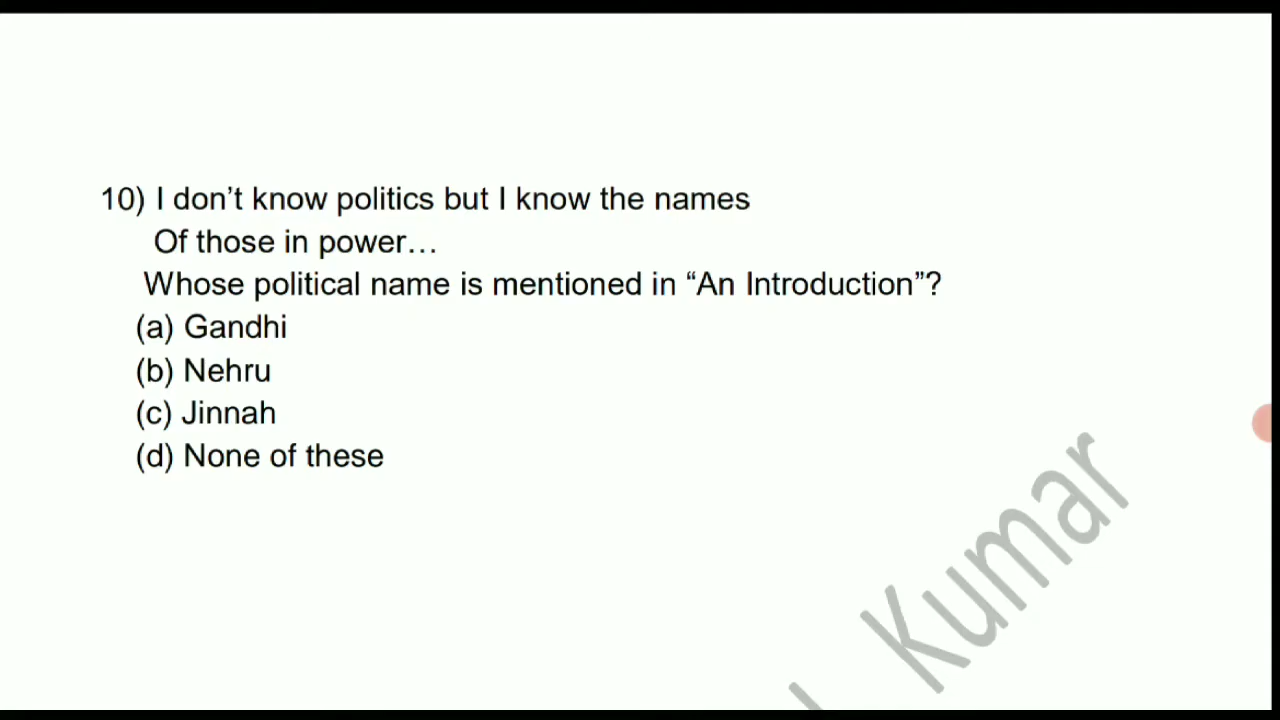 10) I don’t know politics but I know the names
Of those in power…
Whose political name is mentioned in “An Introduction”?
(a) Gandhi
(b) Nehru
(c) Jinnah
(d) None of these
Kumar